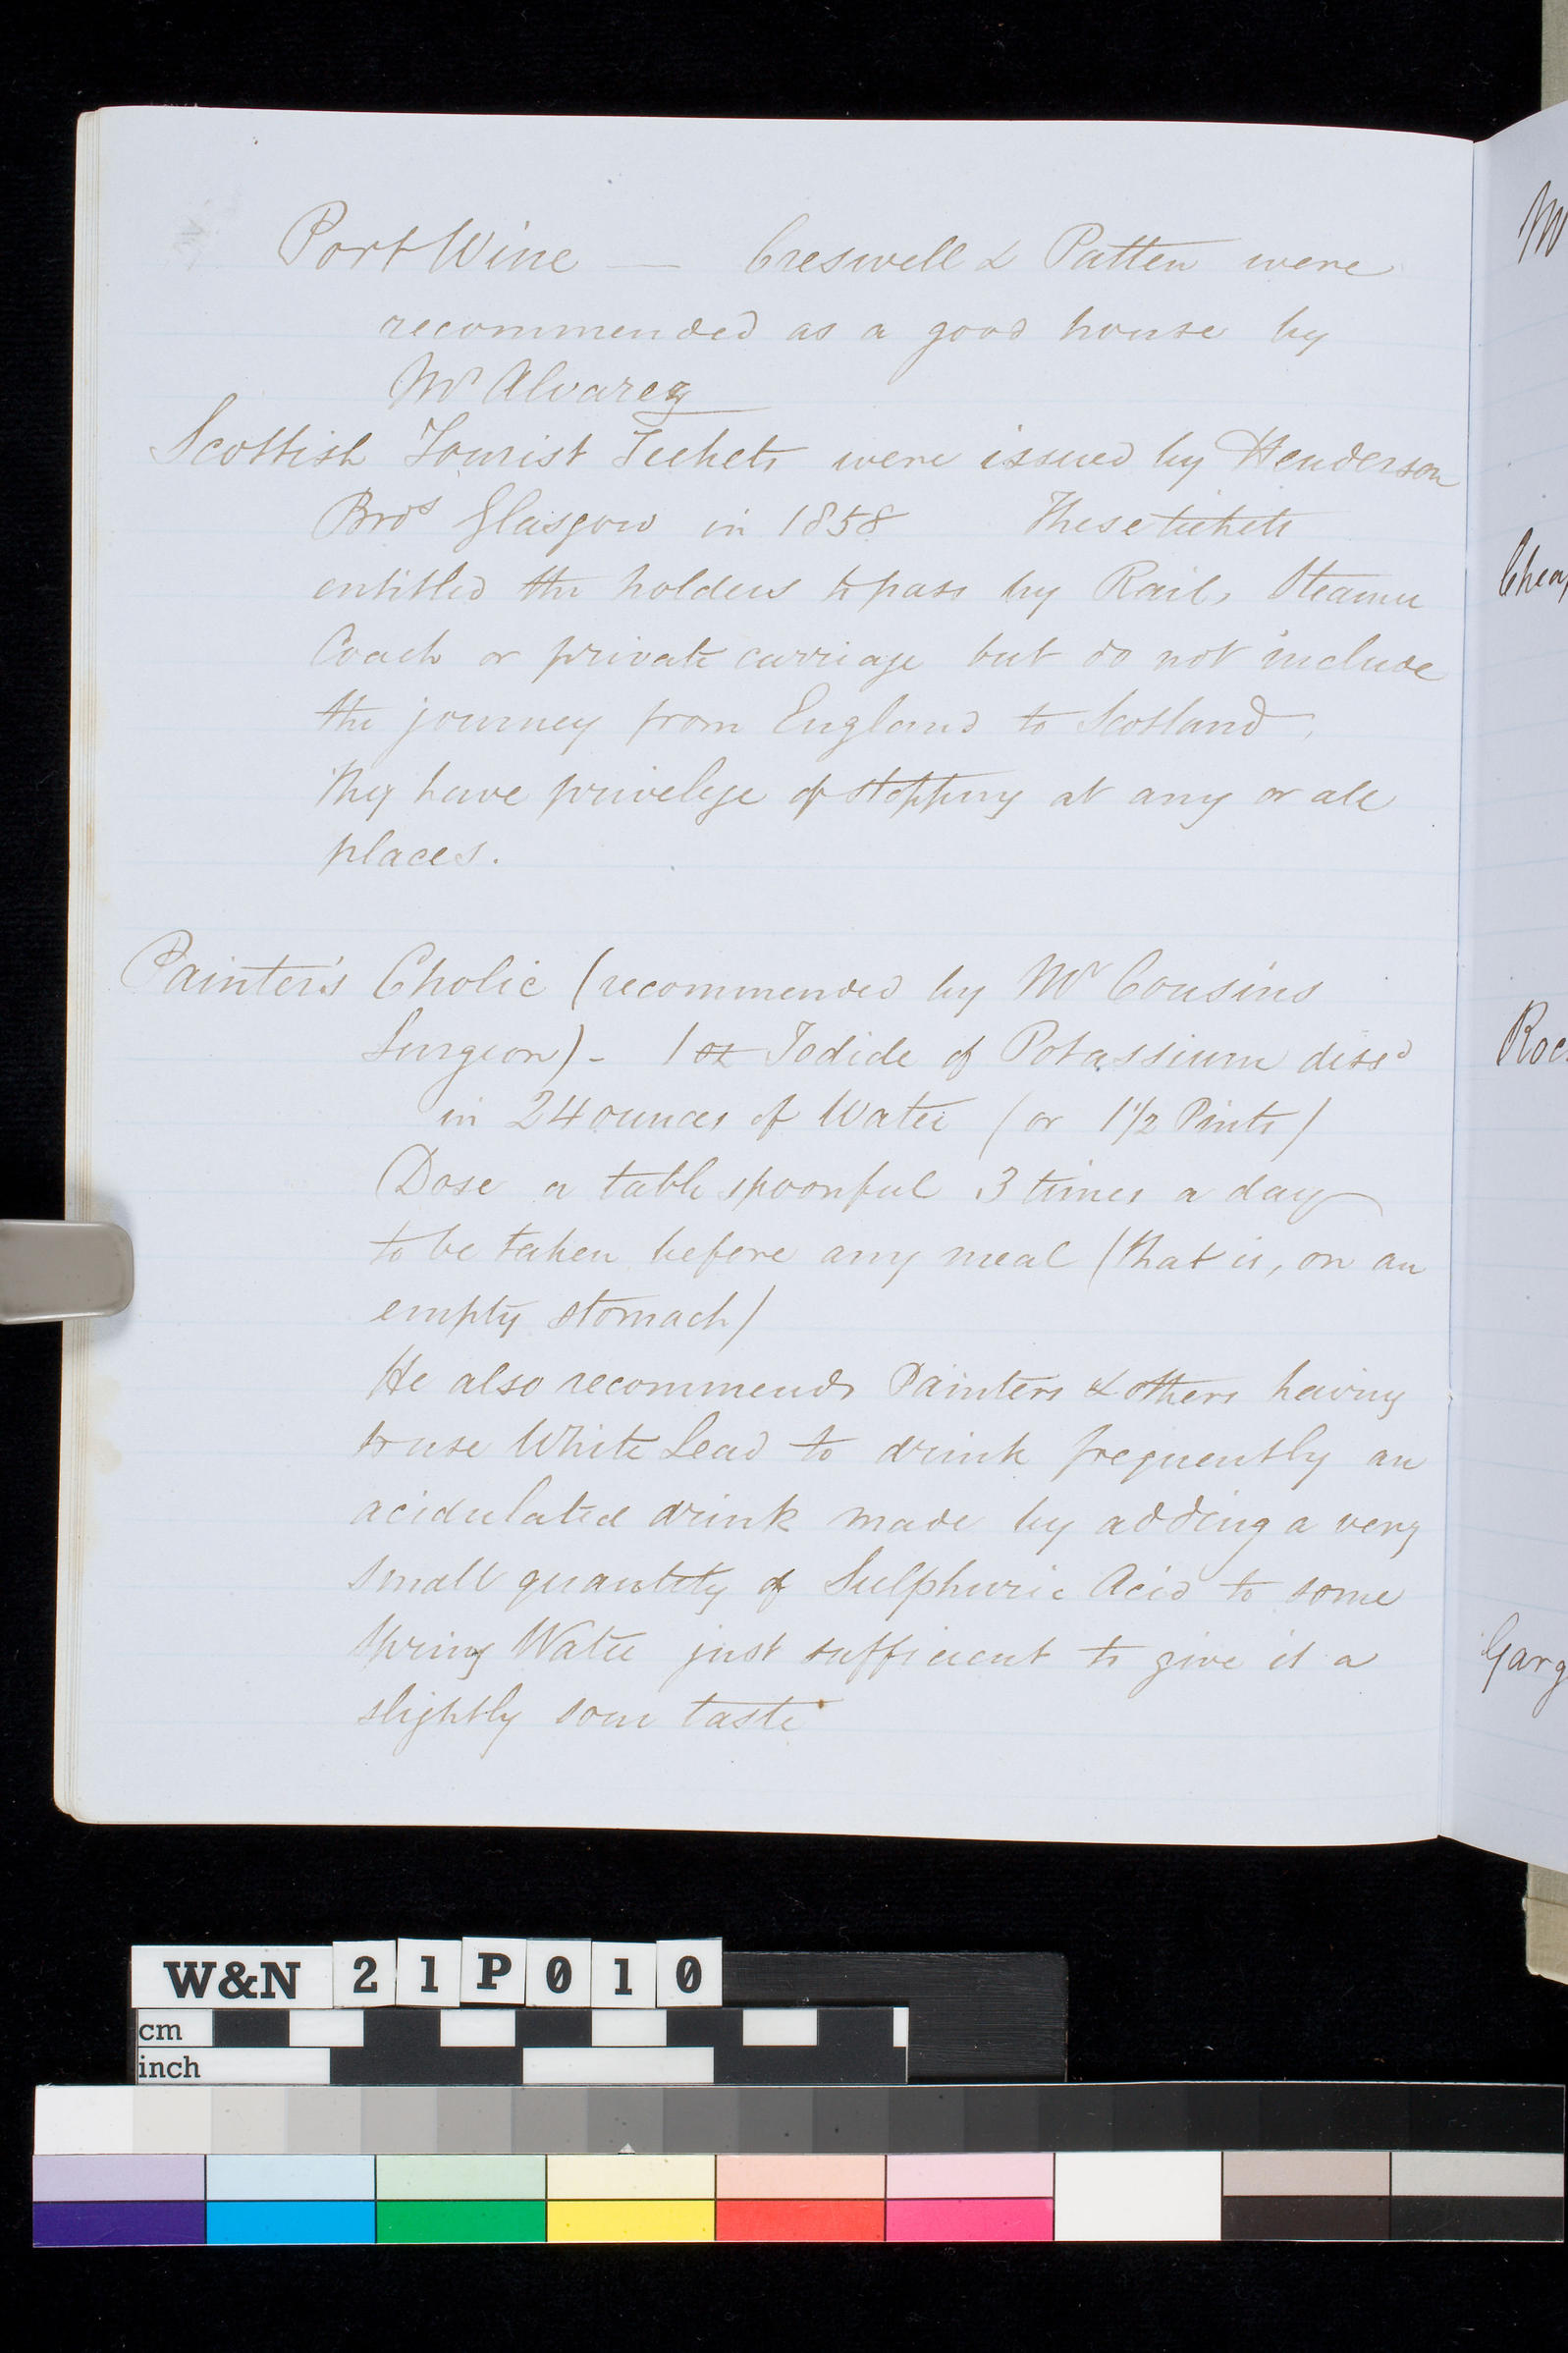 Port Wine — Creswell & Patten were
recommended as a good house by
Mr Alvarez
Scottish Tourist Tickets were issued by Henderson
Bros Glasgow in 1858 These tickets
entitled the holders to pass by Rail, Steamer
Coach or private carriage but do not include
the journey from England to Scotland,
They have privelege of stopping at any or all
places.
Painter's Cholic (recommended by Mr Cousins
Surgeon) - 1 oz Iodide of Potassium dissd
in 24 ounces of Water (or 1 1/2 Pints)
Dose a table spoonful 3 times a day
to be taken before any meal (that is, on an
empty stomach)
He also recommends Painters & others having
to use White Lead to drink frequently an
acidulated drink made by adding a very
small quantity of Sulphuric Acid to some
Spring Water just sufficient to give it a
slightly sour taste
M
Chea
Roc
Garg
W&N 21P010
cm
inch